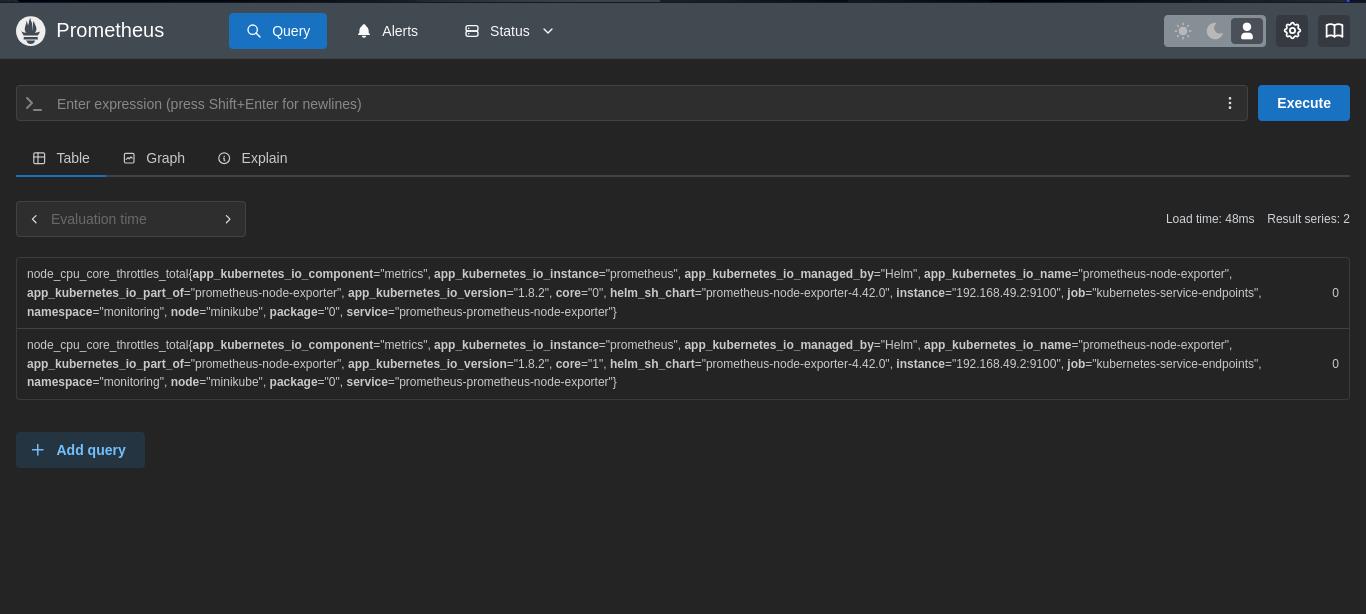 Prometheus
Query
Alerts
Status
Enter expression (press Shift+Enter for newlines)
Execute
Table
Graph
Explain
Evaluation time
Load time: 48ms Result series: 2
node_cpu_core_throttles_total{app_kubernetes_io_component="metrics", app_kubernetes_io_instance="prometheus", app_kubernetes_io_managed_by="Helm", app_kubernetes_io_name="prometheus-node-exporter",
app_kubernetes_io_part_of="prometheus-node-exporter", app_kubernetes_io_version="1.8.2", core="0", helm_sh_chart="prometheus-node-exporter-4.42.0", instance="192.168.49.2:9100", job="kubernetes-service-endpoints",
namespace="monitoring", node="minikube", package="0", service="prometheus-prometheus-node-exporter"}
0
node_cpu_core_throttles_total{app_kubernetes_io_component="metrics", app_kubernetes_io_instance="prometheus", app_kubernetes_io_managed_by="Helm", app_kubernetes_io_name="prometheus-node-exporter",
app_kubernetes_io_part_of="prometheus-node-exporter", app_kubernetes_io_version="1.8.2", core="1", helm_sh_chart="prometheus-node-exporter-4.42.0", instance="192.168.49.2:9100", job="kubernetes-service-endpoints",
namespace="monitoring", node="minikube", package="0", service="prometheus-prometheus-node-exporter"}
0
Add query